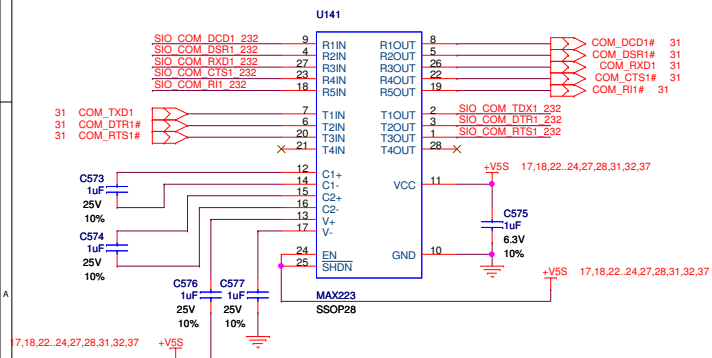 U141
SIO_COM_DCD1_232 9 R1IN R1OUT 8 COM_DCD1# 31
SIO_COM_DSR1_232 4 R2IN R2OUT 5 COM_DSR1# 31
SIO_COM_RXD1_232 27 R3IN R3OUT 26 COM_RXD1 31
SIO_COM_CTS1_232 23 R4IN R4OUT 22 COM_CTS1# 31
SIO_COM_RI1_232 18 R5IN R5OUT 19 COM_RI1# 31
31 COM_TXD1 7 T1IN T1OUT 2 SIO_COM_TDX1_232
31 COM_DTR1# 6 T2IN T2OUT 3 SIO_COM_DTR1_232
31 COM_RTS1# 20 T3IN T3OUT 1 SIO_COM_RTS1_232
21 T4IN T4OUT 28
+V5S 17,18,22..24,27,28,31,32,37
12 C1+
C573 14 C1- VCC 11
1uF 15 C2+
25V 16 C2-
10% 13 V+
17 V-
C575
1uF
6.3V
10%
C574
1uF
25V
10%
24 EN GND 10
25 SHDN
+V5S 17,18,22..24,27,28,31,32,37
C576 C577
1uF 1uF
25V 25V
10% 10%
MAX223
SSOP28
A
17,18,22..24,27,28,31,32,37 +V5S